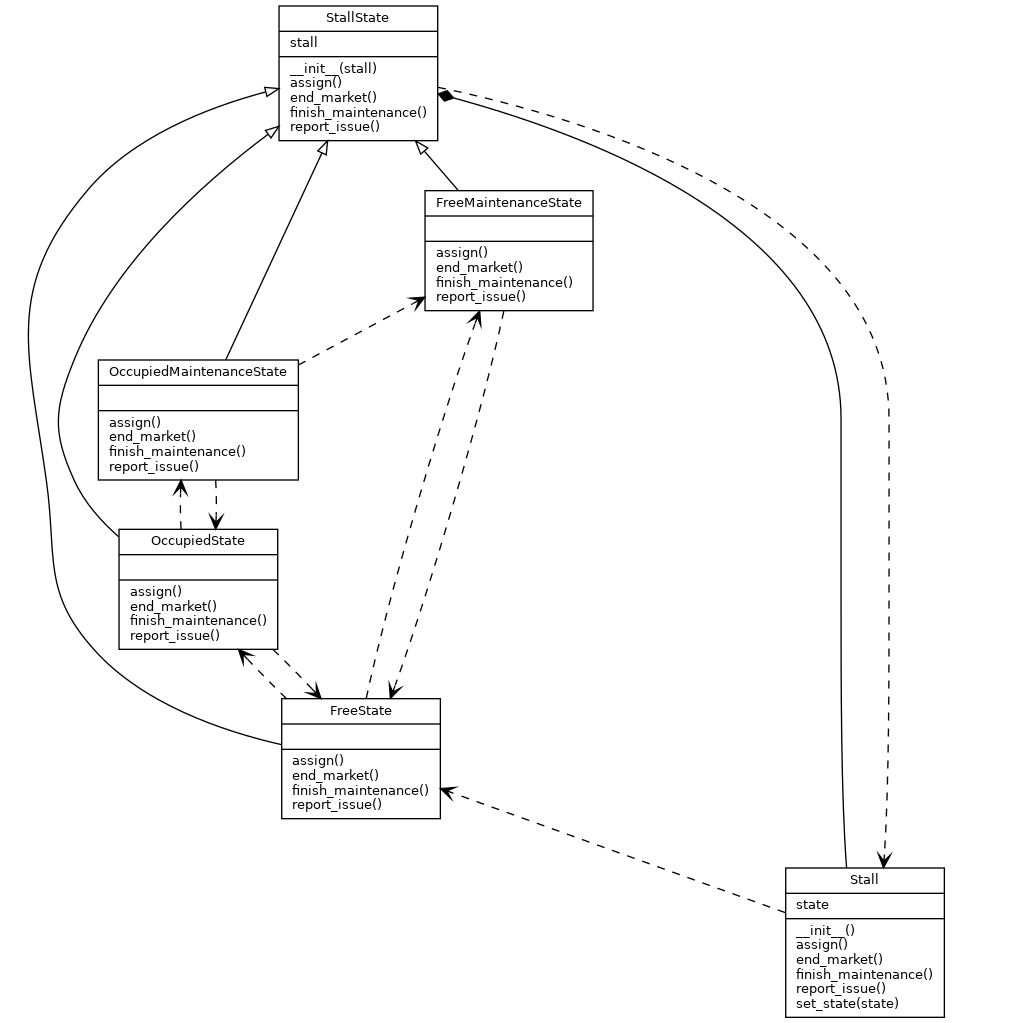 StallState
stall
__init__(stall)
assign()
end_market()
finish_maintenance()
report_issue()
FreeMaintenanceState
assign()
end_market()
finish_maintenance()
report_issue()
OccupiedMaintenanceState
assign()
end_market()
finish_maintenance()
report_issue()
OccupiedState
assign()
end_market()
finish_maintenance()
report_issue()
FreeState
assign()
end_market()
finish_maintenance()
report_issue()
Stall
state
__init__()
assign()
end_market()
finish_maintenance()
report_issue()
set_state(state)